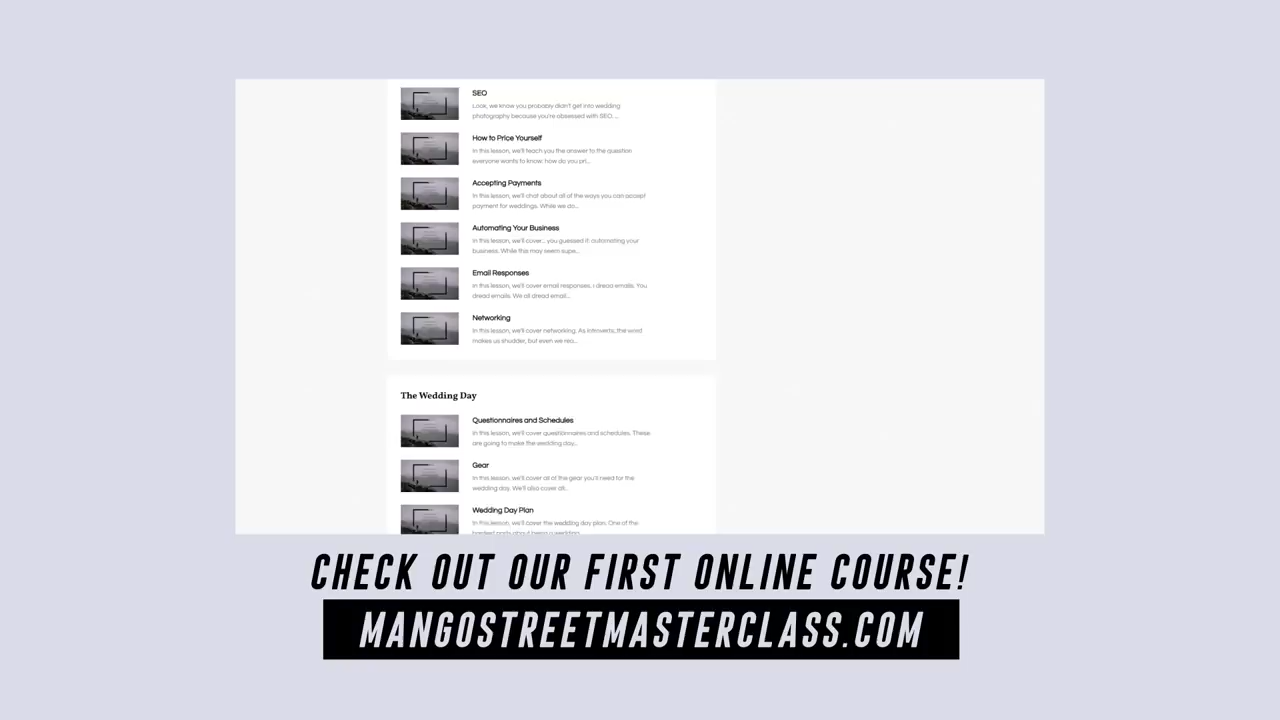 SEO
Look, we know you probably didn't get into wedding
photography because you're obsessed with SEO ...
How to Price Yourself
In this lesson, we'll teach you the answer to the question
everyone wants to know: how do you pri...
Accepting Payments
In this lesson, we'll chat about all of the ways you can accept
payment for weddings. While we do...
Automating Your Business
In this lesson, we'll cover... you guessed it: automating your
business. While this may seem supe...
Email Responses
In this lesson, we'll cover email responses. I dread emails. You
dread emails. We all dread email...
Networking
In this lesson, we'll cover networking. As introverts, the word
makes us shudder, but even we rea...
The Wedding Day
Questionnaires and Schedules
In this lesson, we'll cover questionnaires and schedules. These
are going to make the wedding day...
Gear
In this lesson, we'll cover all of the gear you'll need for the
wedding day. We'll also cover all...
Wedding Day Plan
In this lesson, we'll cover the wedding day plan. One of the
hardest parts about being a wedding
CHECK OUT OUR FIRST ONLINE COURSE!
MANGOSTREETMASTERCLASS.COM